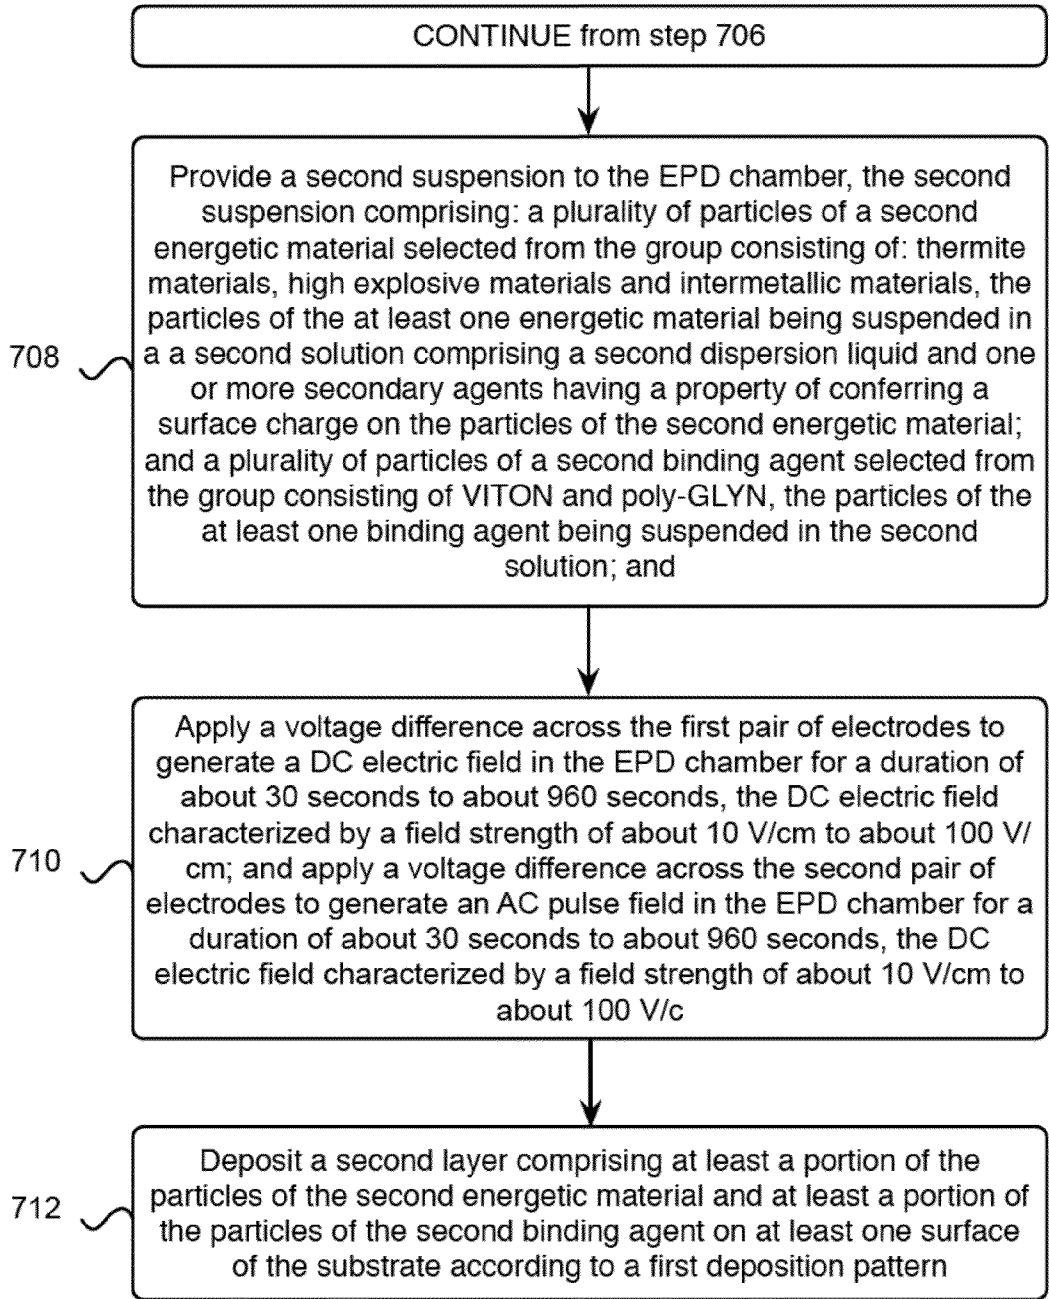 CONTINUE from step 706
Provide a second suspension to the EPD chamber, the second
suspension comprising: a plurality of particles of a second
energetic material selected from the group consisting of: thermite
materials, high explosive materials and intermetallic materials, the
particles of the at least one energetic material being suspended in
a a second solution comprising a second dispersion liquid and one
or more secondary agents having a property of conferring a
surface charge on the particles of the second energetic material;
and a plurality of particles of a second binding agent selected from
the group consisting of VITON and poly-GLYN, the particles of the
at least one binding agent being suspended in the second
solution; and
708
Apply a voltage difference across the first pair of electrodes to
generate a DC electric field in the EPD chamber for a duration of
about 30 seconds to about 960 seconds, the DC electric field
characterized by a field strength of about 10 V/cm to about 100 V/
cm; and apply a voltage difference across the second pair of
electrodes to generate an AC pulse field in the EPD chamber for a
duration of about 30 seconds to about 960 seconds, the DC
electric field characterized by a field strength of about 10 V/cm to
about 100 V/c
710
Deposit a second layer comprising at least a portion of the
particles of the second energetic material and at least a portion of
the particles of the second binding agent on at least one surface
of the substrate according to a first deposition pattern
712